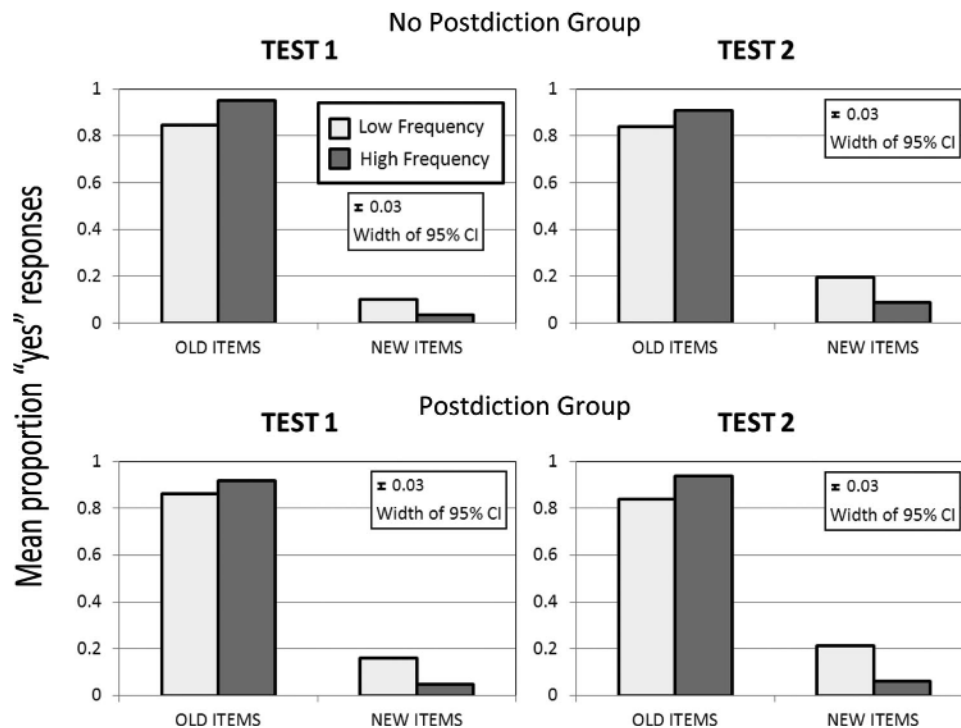 No Postdiction Group
TEST 1
TEST 2
Mean proportion “yes” responses
1
0.8
0.6
0.4
0.2
0
Low Frequency
High Frequency
0.03
Width of 95% CI
OLD ITEMS
NEW ITEMS
1
0.8
0.6
0.4
0.2
0
0.03
Width of 95% CI
OLD ITEMS
NEW ITEMS
Postdiction Group
TEST 1
TEST 2
1
0.8
0.6
0.4
0.2
0
0.03
Width of 95% CI
OLD ITEMS
NEW ITEMS
1
0.8
0.6
0.4
0.2
0
0.03
Width of 95% CI
OLD ITEMS
NEW ITEMS